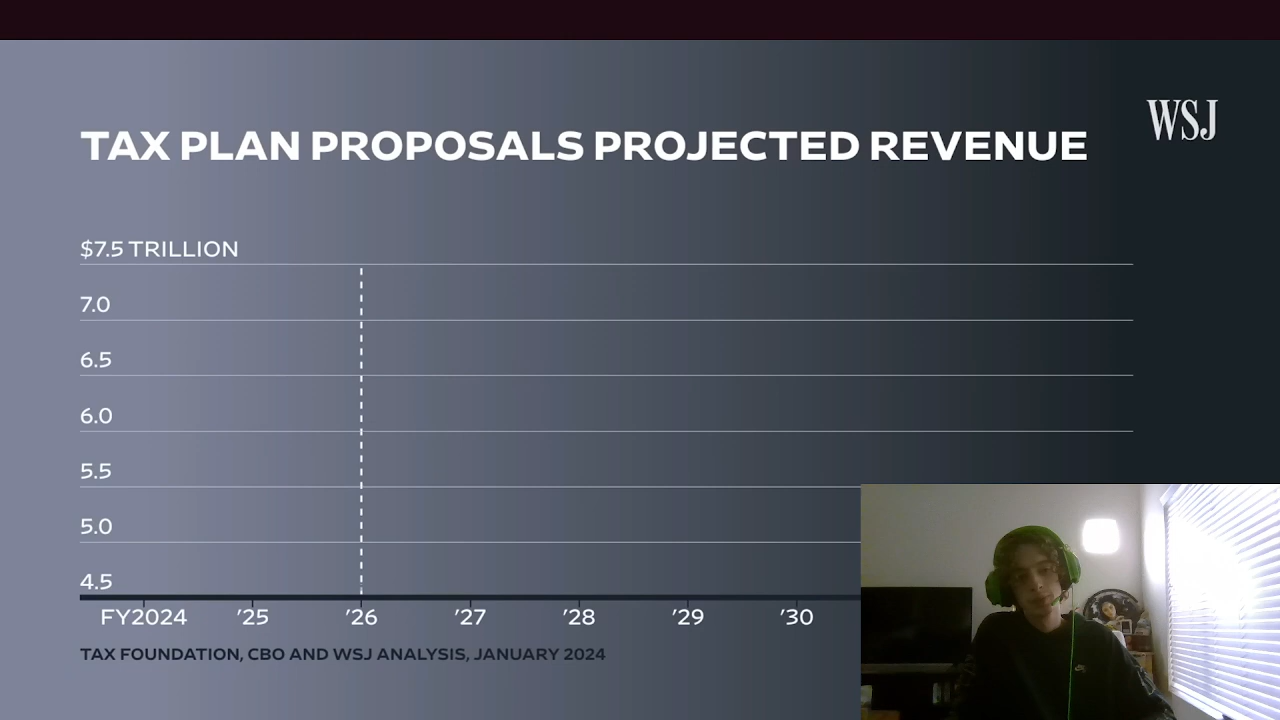 WSJ
TAX PLAN PROPOSALS PROJECTED REVENUE
$7.5 TRILLION
7.0
6.5
6.0
5.5
5.0
4.5
FY2024 ’25 ’26 ’27 ’28 ’29 ’30
TAX FOUNDATION, CBO AND WSJ ANALYSIS, JANUARY 2024